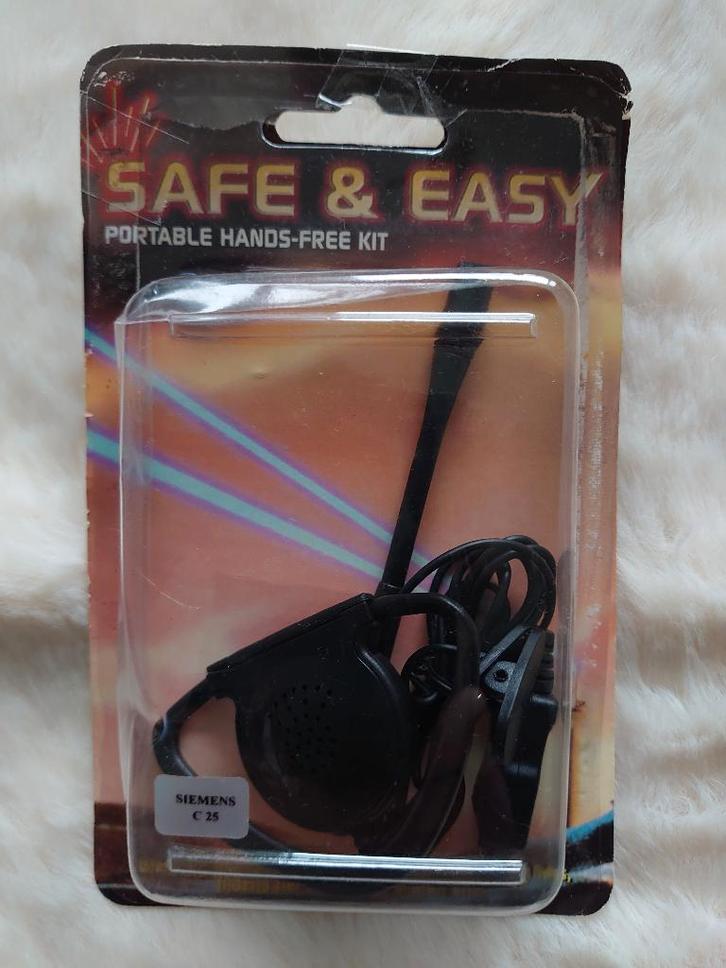 SAFE & EASY
PORTABLE HANDS-FREE KIT
SIEMENS
C 25